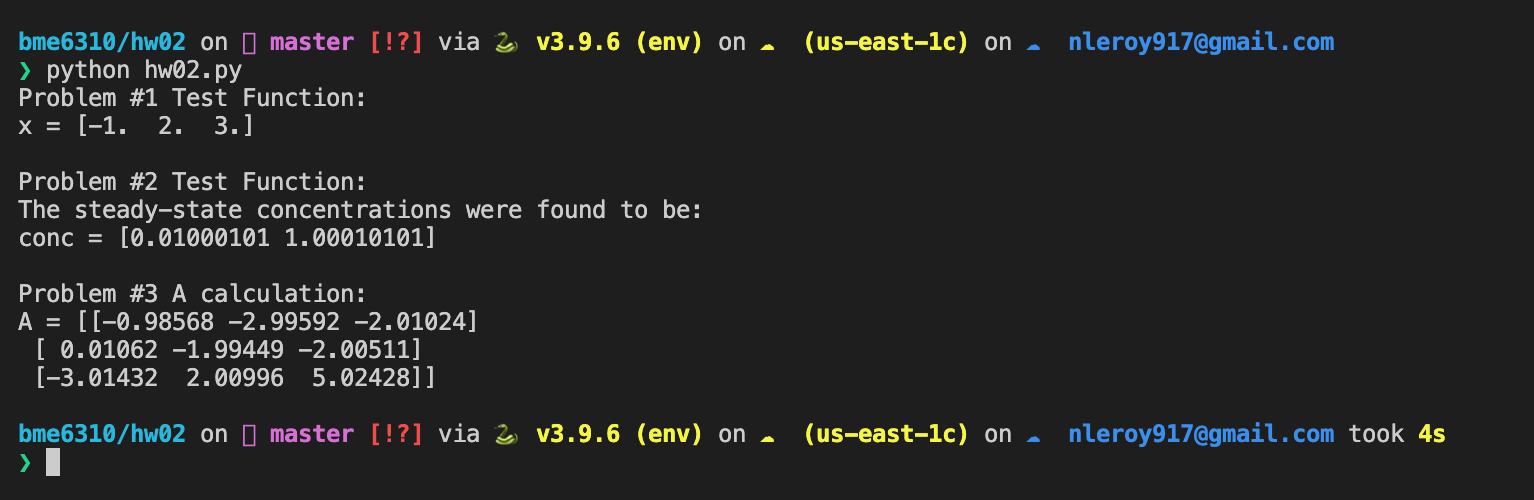 bme6310/hw02 on master [!?] via 🐍 v3.9.6 (env) on ☁ (us-east-1c) on ☁ nleroy917@gmail.com
❯ python hw02.py
Problem #1 Test Function:
x = [-1.  2.  3.]
Problem #2 Test Function:
The steady-state concentrations were found to be:
conc = [0.01000101 1.00010101]
Problem #3 A calculation:
A = [[-0.98568 -2.99592 -2.01024]
 [ 0.01062 -1.99449 -2.00511]
 [-3.01432  2.00996  5.02428]]
bme6310/hw02 on master [!?] via 🐍 v3.9.6 (env) on ☁ (us-east-1c) on ☁ nleroy917@gmail.com took 4s
❯